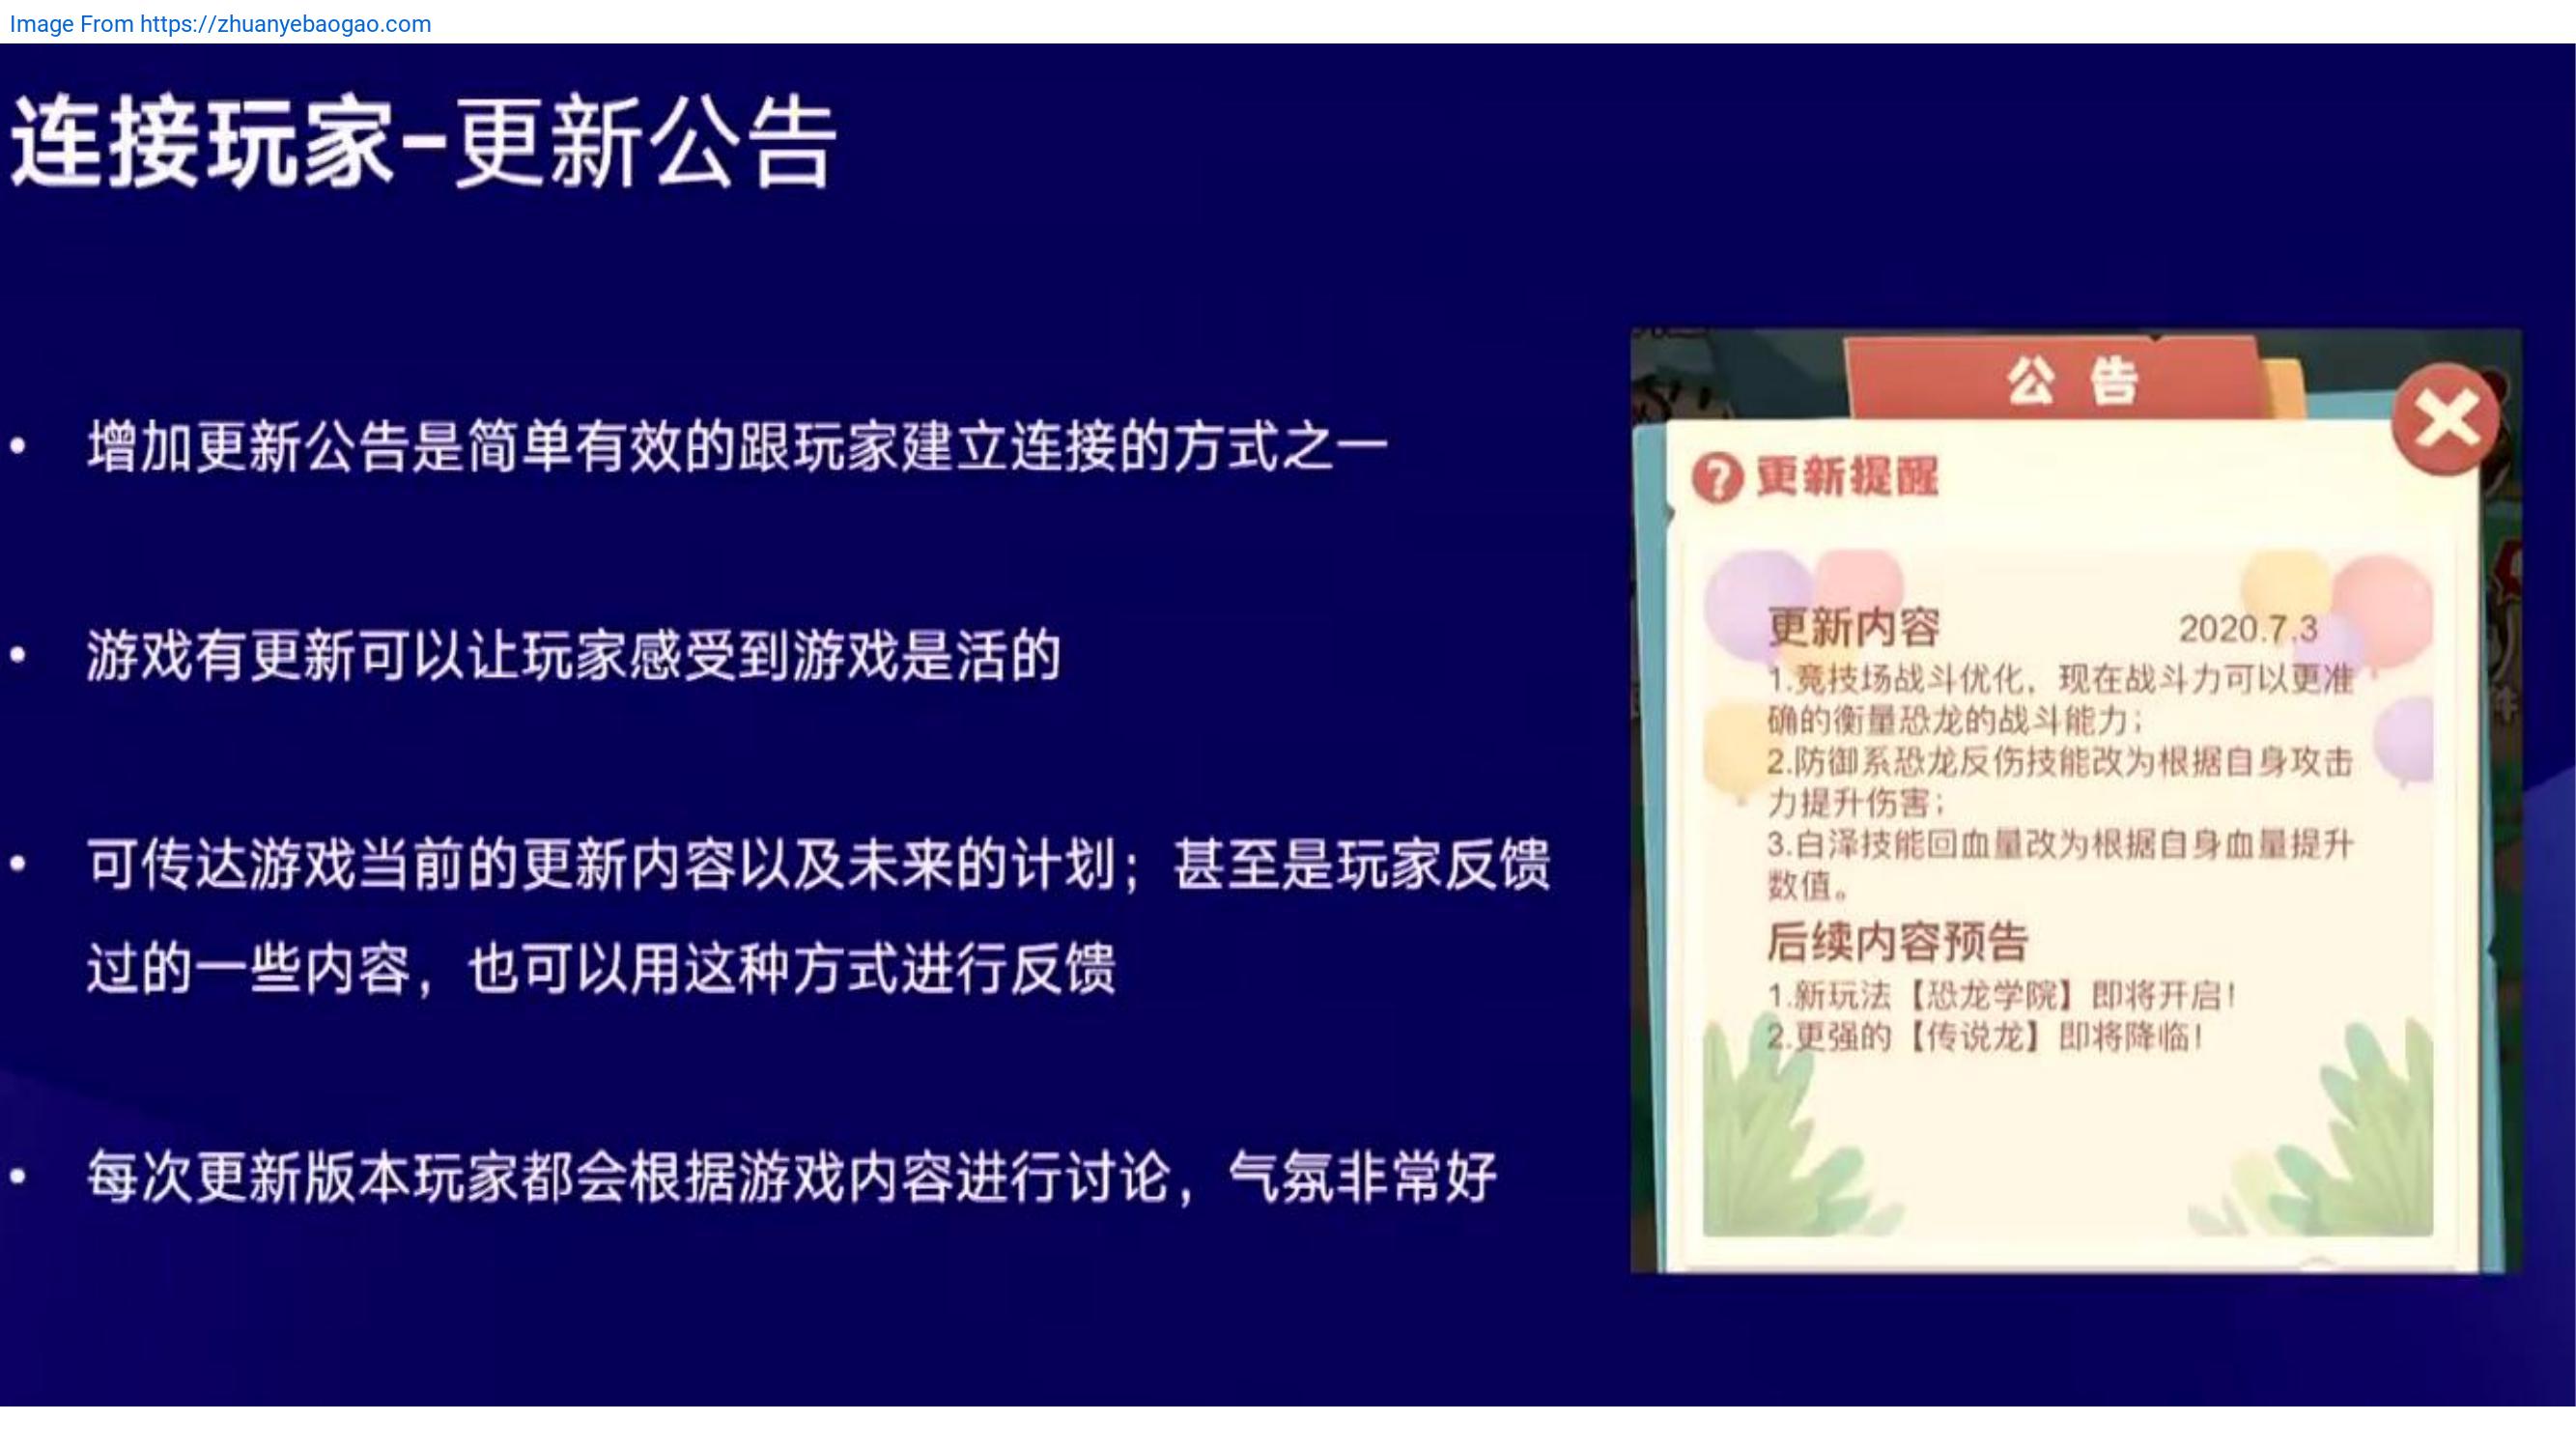 Image From https://zhuanyebaogao.com
连接玩家-更新公告
• 增加更新公告是简单有效的跟玩家建立连接的方式之一
• 游戏有更新可以让玩家感受到游戏是活的
• 可传达游戏当前的更新内容以及未来的计划；甚至是玩家反馈
过的一些内容，也可以用这种方式进行反馈
• 每次更新版本玩家都会根据游戏内容进行讨论，气氛非常好
公告
更新提醒
更新内容 2020.7.3
1.竞技场战斗优化，现在战斗力可以更准
确的衡量恐龙的战斗能力；
2.防御系恐龙反伤技能改为根据自身攻击
力提升伤害；
3.白泽技能回血量改为根据自身血量提升
数值。
后续内容预告
1.新玩法【恐龙学院】即将开启！
2.更强的【传说龙】即将降临！